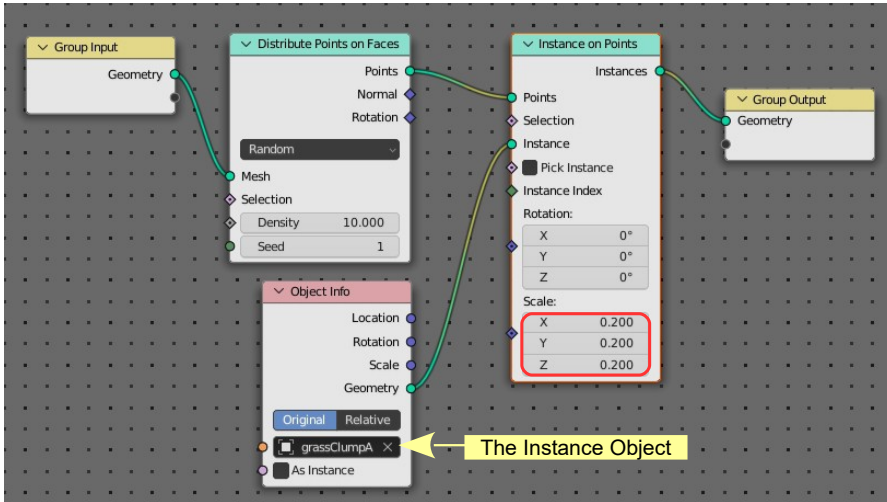 Group Input
Geometry
Distribute Points on Faces
Points
Normal
Rotation
Random
Mesh
Selection
Density 10.000
Seed 1
Object Info
Location
Rotation
Scale
Geometry
Original Relative
grassClumpA
As Instance
The Instance Object
Instance on Points
Instances
Points
Selection
Instance
Pick Instance
Instance Index
Rotation:
X 0°
Y 0°
Z 0°
Scale:
X 0.200
Y 0.200
Z 0.200
Group Output
Geometry